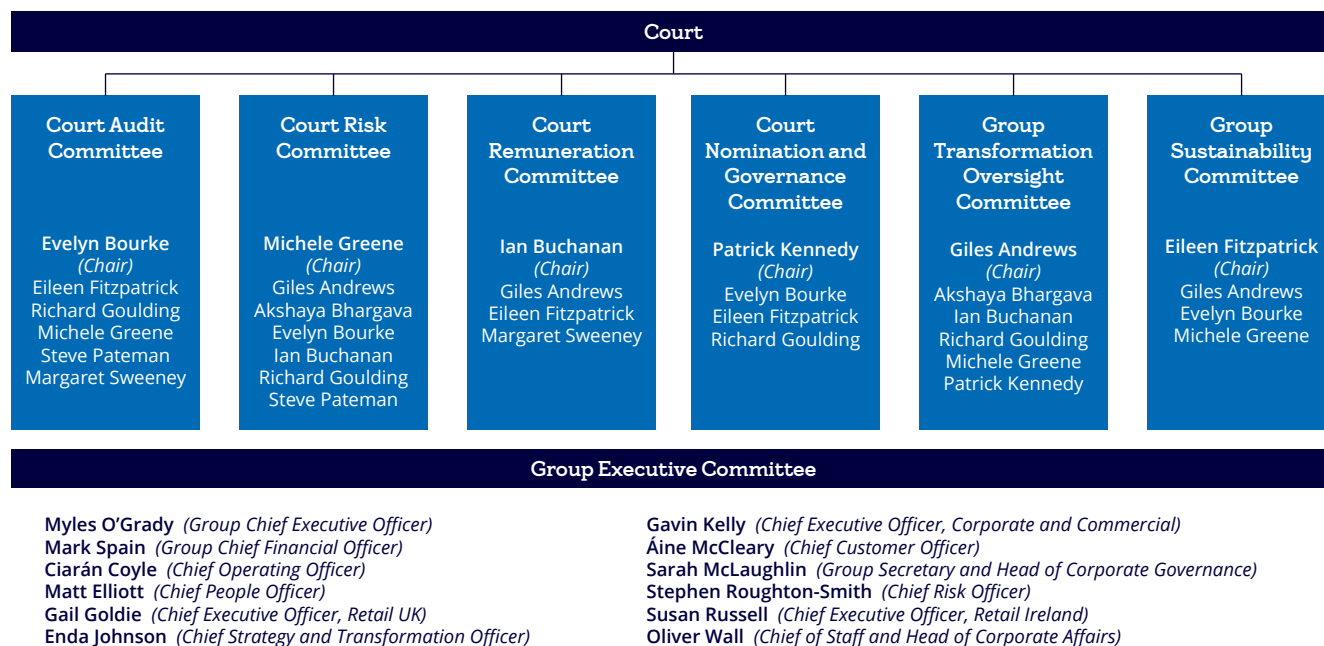 Court
Court Audit
Committee
Evelyn Bourke
(Chair)
Eileen Fitzpatrick
Richard Goulding
Michele Greene
Steve Pateman
Margaret Sweeney
Court Risk
Committee
Michele Greene
(Chair)
Giles Andrews
Akshaya Bhargava
Evelyn Bourke
Ian Buchanan
Richard Goulding
Steve Pateman
Court
Remuneration
Committee
Ian Buchanan
(Chair)
Giles Andrews
Eileen Fitzpatrick
Margaret Sweeney
Court
Nomination and
Governance
Committee
Patrick Kennedy
(Chair)
Evelyn Bourke
Eileen Fitzpatrick
Richard Goulding
Group
Transformation
Oversight
Committee
Giles Andrews
(Chair)
Akshaya Bhargava
Ian Buchanan
Richard Goulding
Michele Greene
Patrick Kennedy
Group
Sustainability
Committee
Eileen Fitzpatrick
(Chair)
Giles Andrews
Evelyn Bourke
Michele Greene
Group Executive Committee
Myles O’Grady (Group Chief Executive Officer)
Mark Spain (Group Chief Financial Officer)
Ciarán Coyle (Chief Operating Officer)
Matt Elliott (Chief People Officer)
Gail Goldie (Chief Executive Officer, Retail UK)
Enda Johnson (Chief Strategy and Transformation Officer)
Gavin Kelly (Chief Executive Officer, Corporate and Commercial)
Áine McCleary (Chief Customer Officer)
Sarah McLaughlin (Group Secretary and Head of Corporate Governance)
Stephen Roughton-Smith (Chief Risk Officer)
Susan Russell (Chief Executive Officer, Retail Ireland)
Oliver Wall (Chief of Staff and Head of Corporate Affairs)